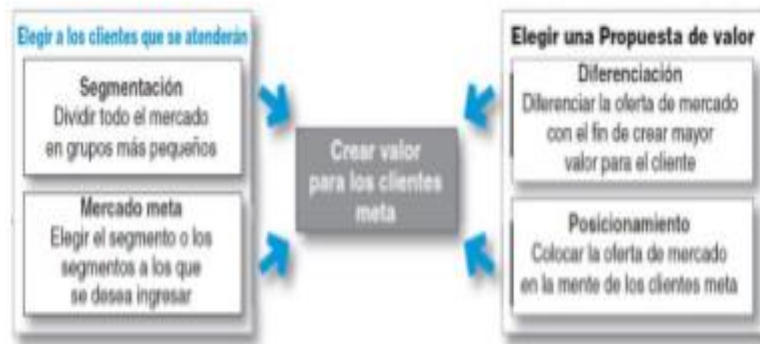 Elegir a los clientes que se atenderán
Segmentación
Dividir todo el mercado
en grupos más pequeños
Mercado meta
Elegir el segmento o los
segmentos a los que
se desea ingresar
Crear valor
para los clientes
meta
Elegir una Propuesta de valor
Diferenciación
Diferenciar la oferta de mercado
con el fin de crear mayor
valor para el cliente
Posicionamiento
Colocar la oferta de mercado
en la mente de los clientes meta